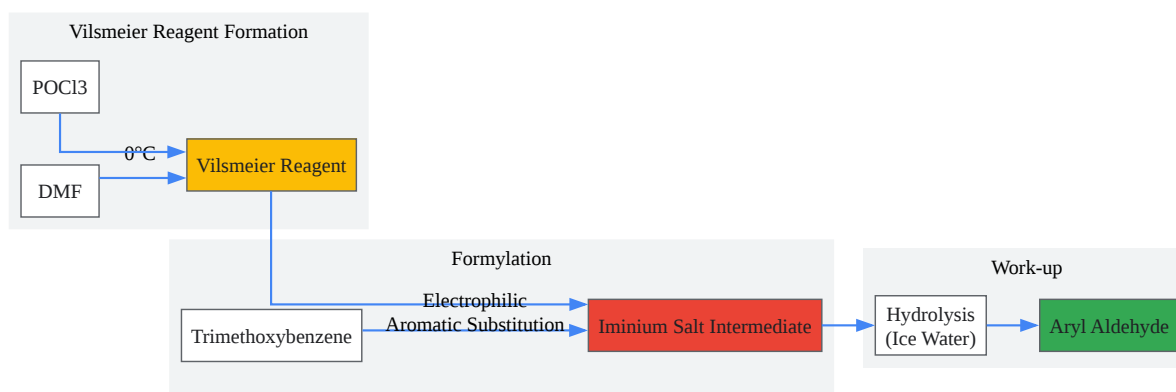 Vilsmeier Reagent Formation
POCl3
0°C
DMF
Vilsmeier Reagent
Formylation
Trimethoxybenzene
Electrophilic
Aromatic Substitution
Iminium Salt Intermediate
Work-up
Hydrolysis
(Ice Water)
Aryl Aldehyde